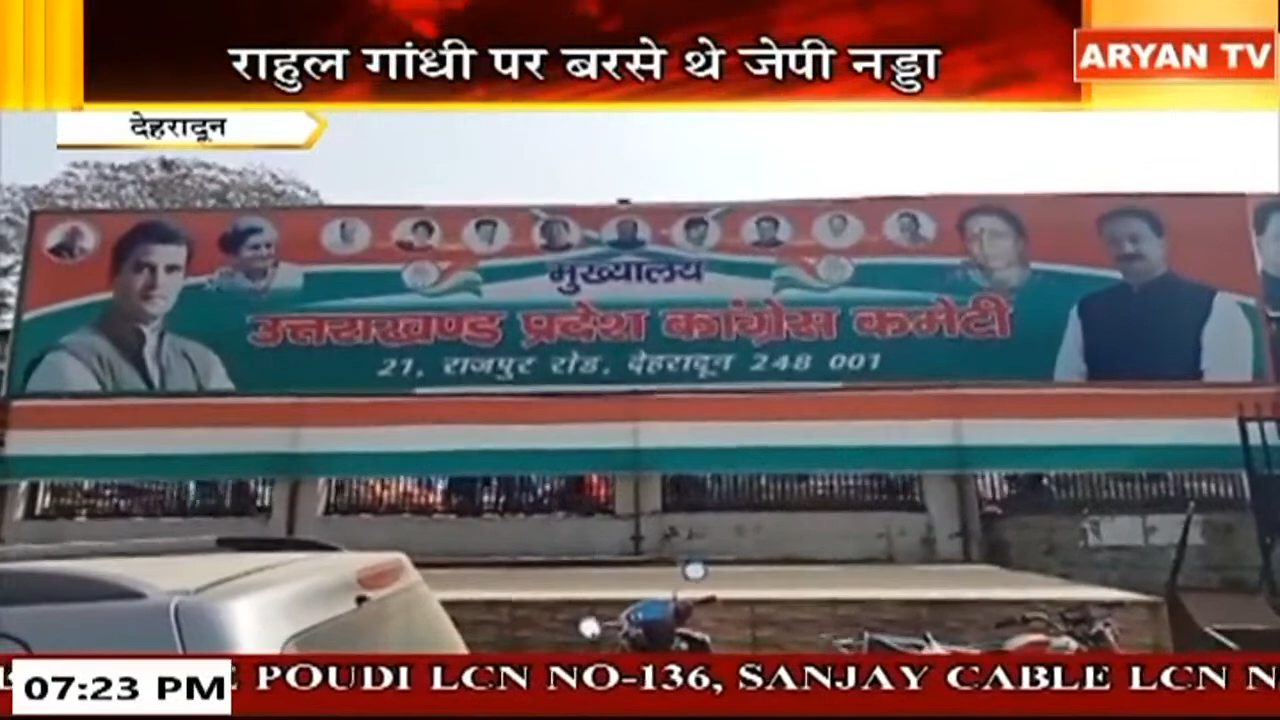 राहुल गांधी पर बरसे थे जेपी नड्डा
ARYAN TV
देहरादून
मुख्यालय
उत्तराखण्ड प्रदेश कांग्रेस कमेटी
21, राजपुर रोड, देहरादून 248 001
07:23 PM
POUDI LCN NO-136, SANJAY CABLE LCN N